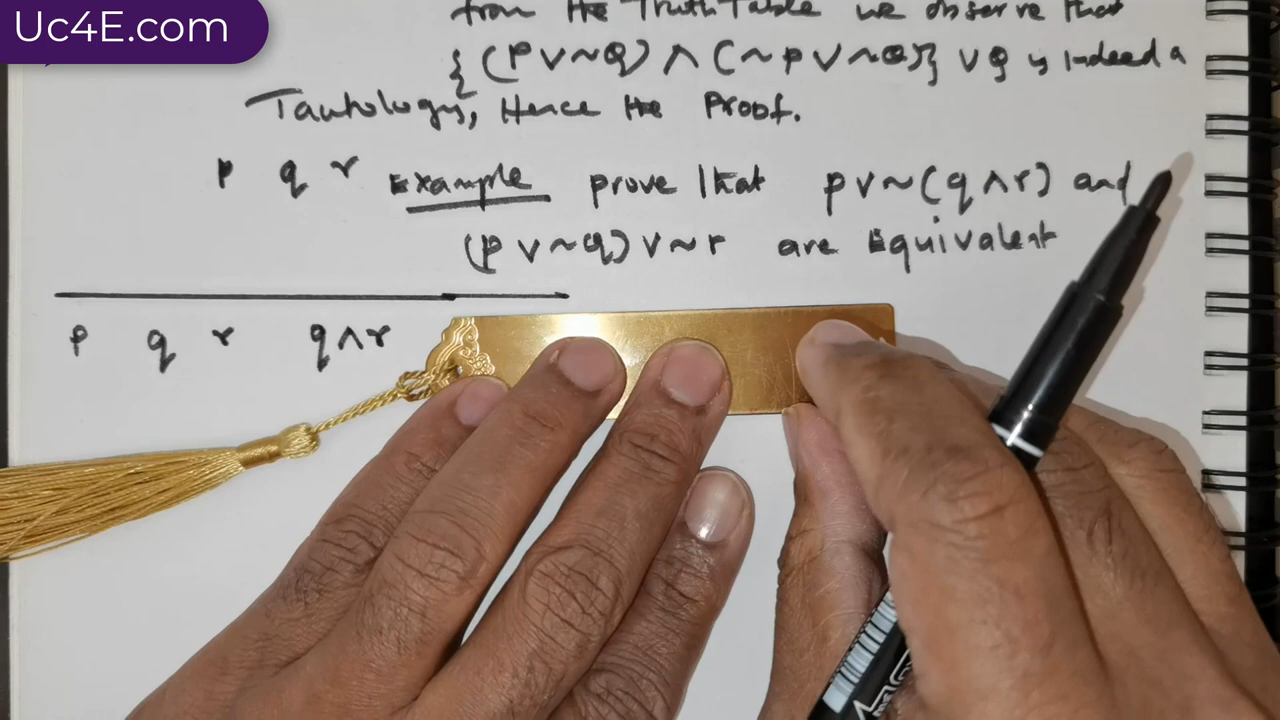 Uc4E.com
from the Truth Table we observe that
{(P∨~Q) ∧ (~P∨~Q)} ∨ Q is indeed a
Tautology, Hence the Proof.
p q r Example prove that p∨~(q∧r) and
(p∨~q)∨~r are Equivalent
p q r q∧r